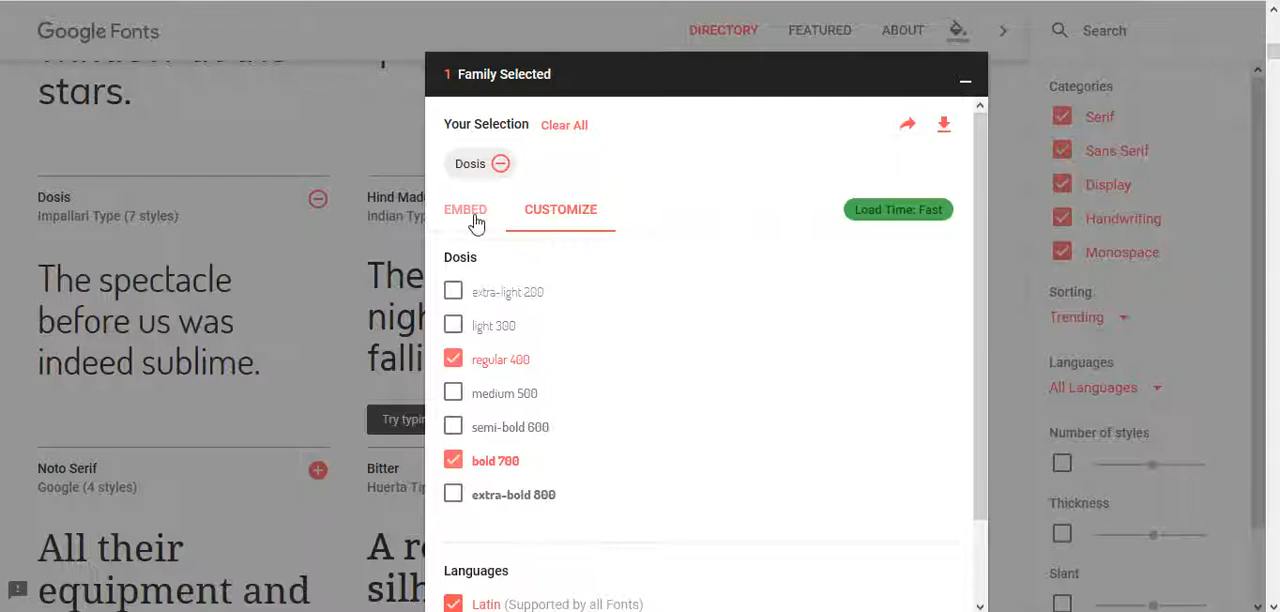 Google Fonts
DIRECTORY
FEATURED
ABOUT
Search
stars.
Dosis
Impallari Type (7 styles)
The spectacle
before us was
indeed sublime.
Hind Mad
Indian Typ
The
nigh
falli
Try typin
Noto Serif
Google (4 styles)
All their
equipment and
Bitter
Huerta Tip
A re
silh
1 Family Selected
Your Selection
Clear All
Dosis
EMBED
CUSTOMIZE
Load Time: Fast
Dosis
extra-light 200
light 300
regular 400
medium 500
semi-bold 600
bold 700
extra-bold 800
Languages
Latin (Supported by all Fonts)
Categories
Serif
Sans Serif
Display
Handwriting
Monospace
Sorting
Trending
Languages
All Languages
Number of styles
Thickness
Slant